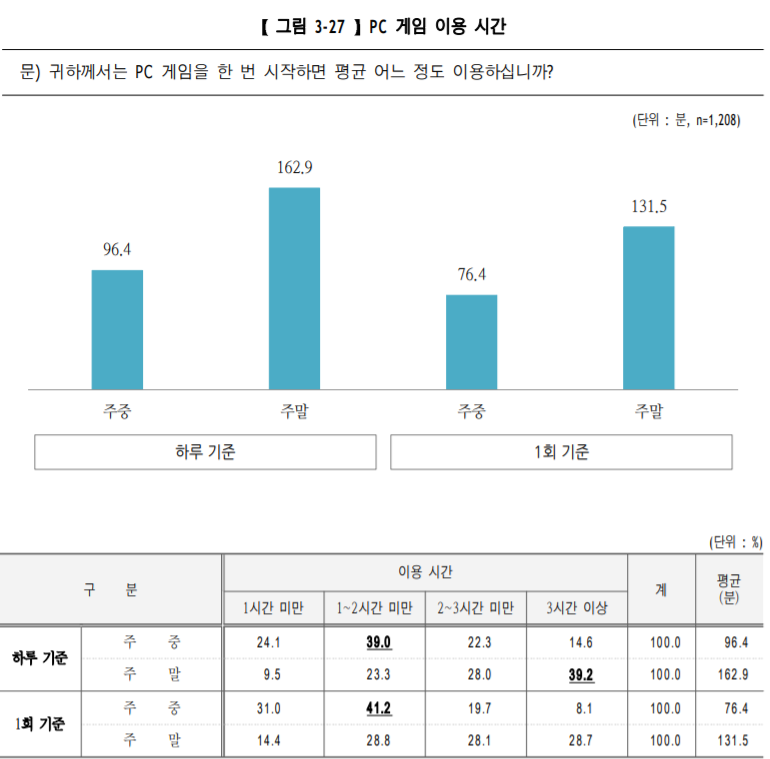 【 그림 3-27 】 PC 게임 이용 시간
문) 귀하께서는 PC 게임을 한 번 시작하면 평균 어느 정도 이용하십니까?
(단위 : 분, n=1,208)
96.4 162.9 76.4 131.5
주중 주말 주중 주말
하루 기준 1회 기준
(단위 : %)
구 분 이용 시간 계 평균 (분)
1시간 미만 1~2시간 미만 2~3시간 미만 3시간 이상
하루 기준 주 중 24.1 39.0 22.3 14.6 100.0 96.4
주 말 9.5 23.3 28.0 39.2 100.0 162.9
1회 기준 주 중 31.0 41.2 19.7 8.1 100.0 76.4
주 말 14.4 28.8 28.1 28.7 100.0 131.5